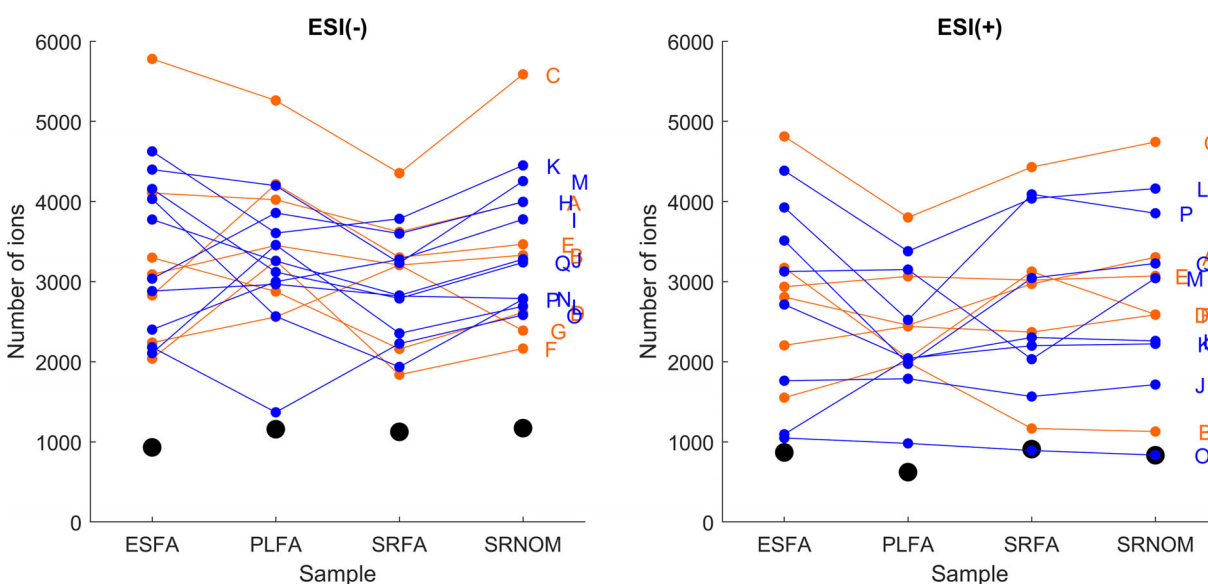 ESI(-)
6000
5000
4000
3000
2000
1000
0
Number of ions
ESFA
PLFA
SRFA
SRNOM
Sample
C
K
M
H
A
I
E
B
Q
J
P
N
L
D
O
G
F
ESI(+)
6000
5000
4000
3000
2000
1000
0
Number of ions
ESFA
PLFA
SRFA
SRNOM
Sample
L
P
E
M
D
K
J
B
O